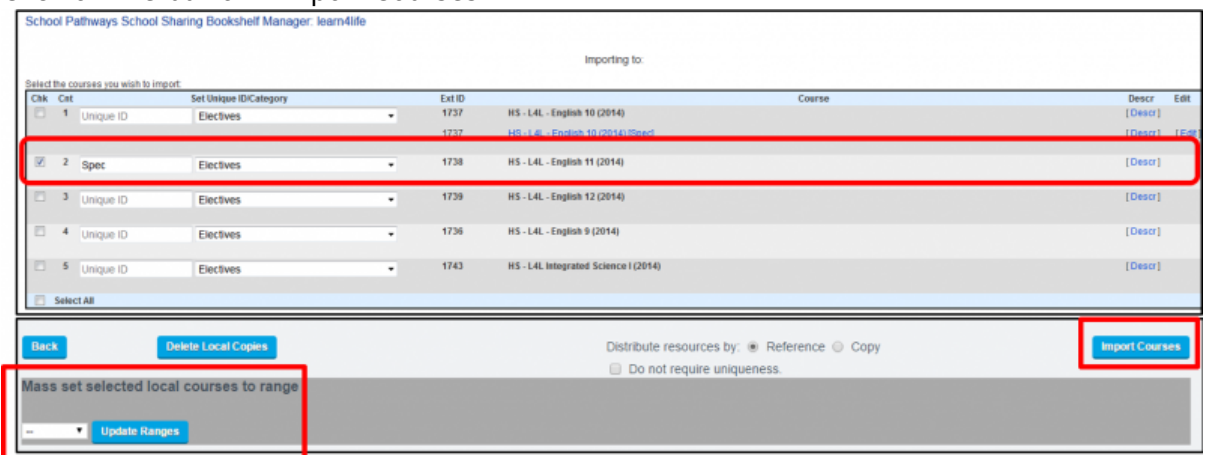 School Pathways School Sharing Bookshelf Manager: learn4life
Importing to:
Select the courses you wish to import:
Chk Cnt Set Unique ID/Category Ext ID Course Descr Edit
1 Unique ID Electives 1737 HS - L4L - English 10 (2014) [Descr]
1737 HS - L4L - English 10 (2014) [Spec] [Descr] [Edit]
2 Spec Electives 1738 HS - L4L - English 11 (2014) [Descr]
3 Unique ID Electives 1739 HS - L4L - English 12 (2014) [Descr]
4 Unique ID Electives 1736 HS - L4L - English 9 (2014) [Descr]
5 Unique ID Electives 1743 HS - L4L Integrated Science I (2014) [Descr]
Select All
Back Delete Local Copies Distribute resources by: Reference Copy Import Courses
Do not require uniqueness.
Mass set selected local courses to range
-- Update Ranges